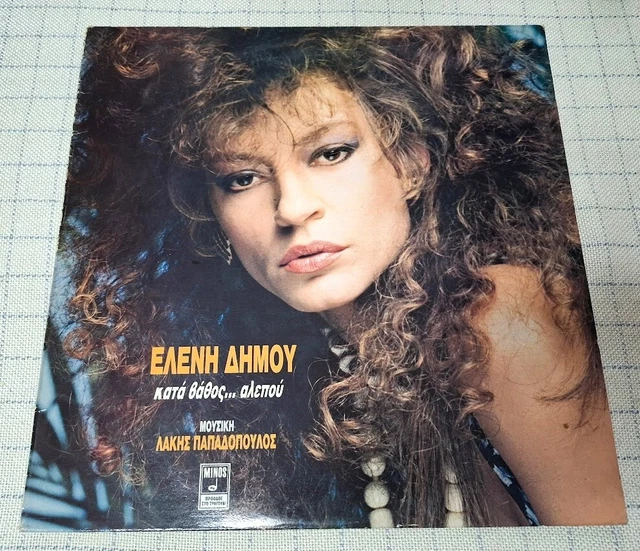 ΕΛΕΝΗ ΔΗΜΟΥ
κατά βάθος... αλεπού
ΜΟΥΣΙΚΗ
ΛΑΚΗΣ ΠΑΠΑΔΟΠΟΥΛΟΣ
MINOS